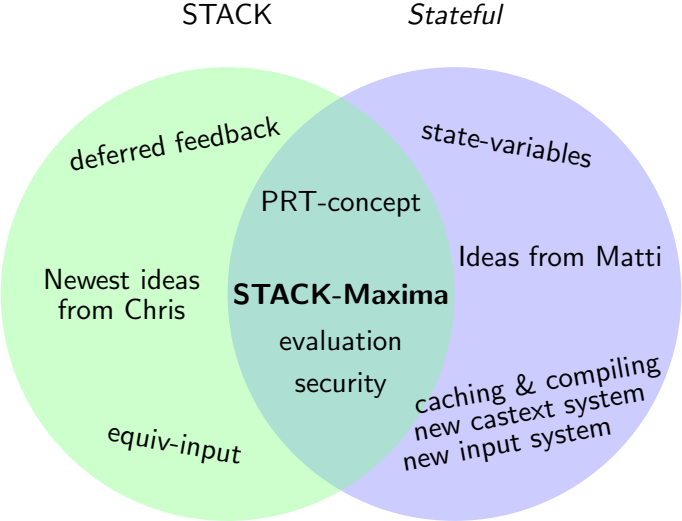 STACK
Stateful
deferred feedback
state-variables
PRT-concept
Ideas from Matti
Newest ideas
from Chris
STACK-Maxima
evaluation
security
caching & compiling
new castext system
new input system
equiv-input